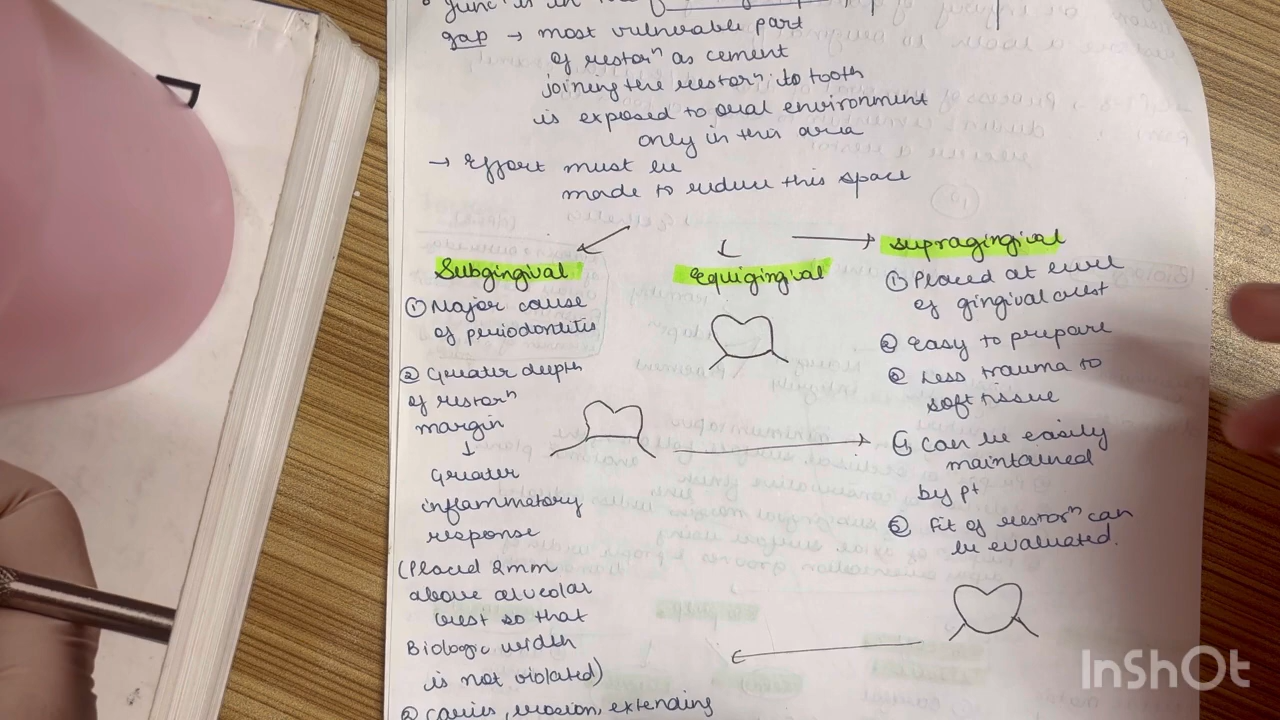 gap → most vulnerable part
of restorⁿ as cement
joining the restorⁿ to tooth
is exposed to oral environment
only in this area
→ Effort must be
made to reduce this space
Subgingival
① Major cause
of periodontitis
② Greater depth
of restorⁿ
margin
↓
Greater
inflammatory
response
(Placed 2mm
above alveolar
crest so that
Biologic width
is not violated)
② caries, erosion, extending
equigingival
supragingival
① Placed at level
of gingival crest
② easy to prepare
② Less trauma to
soft tissue
④ can be easily
maintained
by pt
⑤ Fit of restorⁿ can
be evaluated.
InShOt